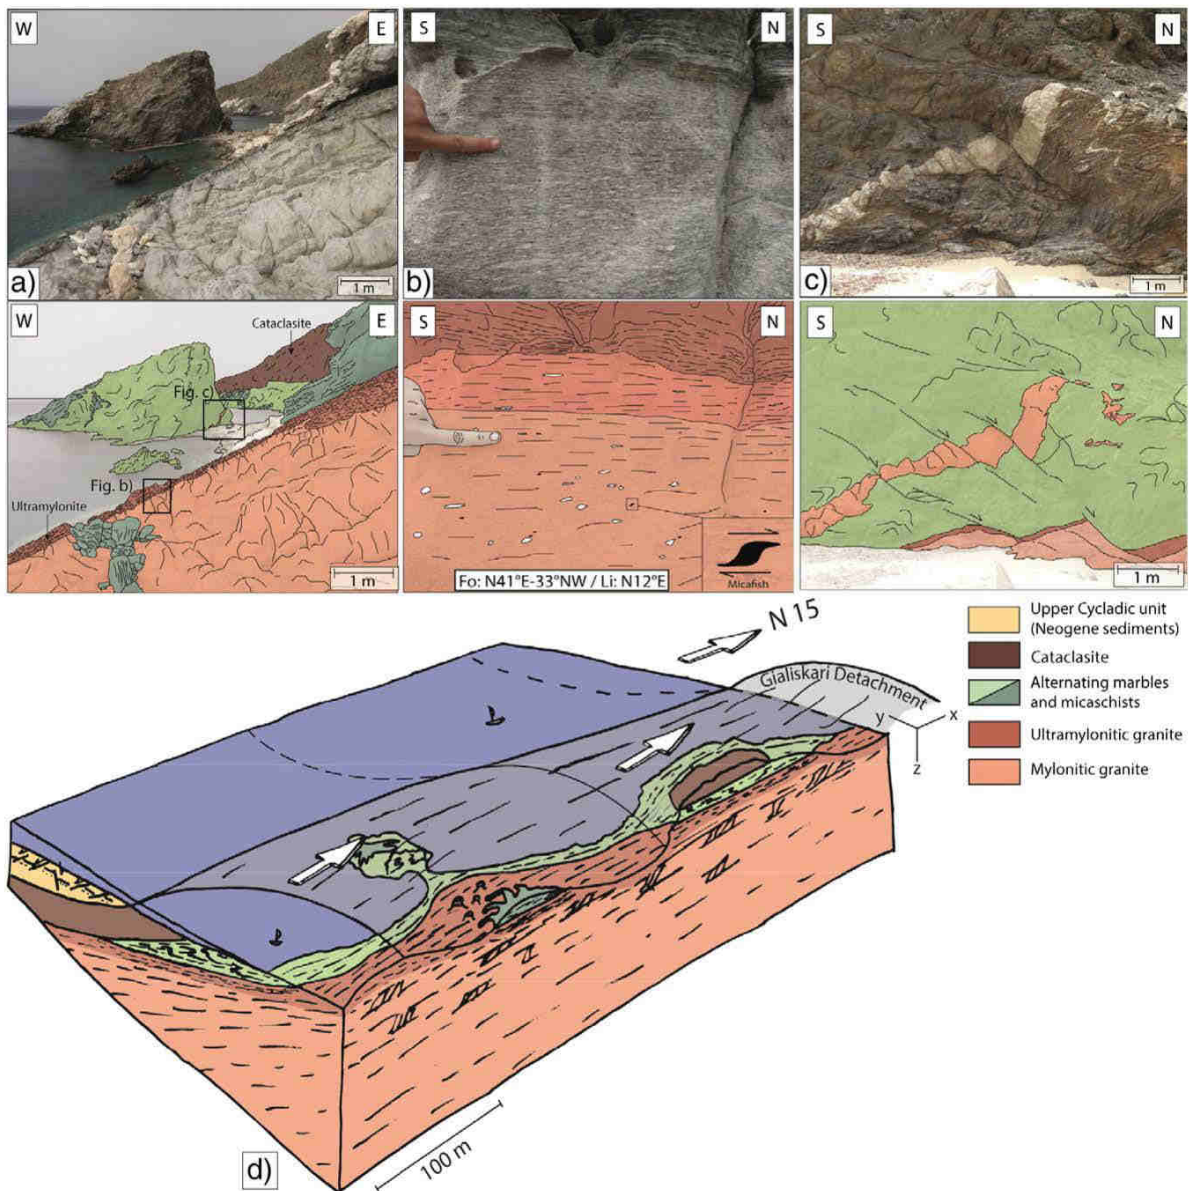 W
E
a)
1 m
S
N
b)
S
N
c)
1 m
W
E
Cataclasite
Fig. c)
Fig. b)
Ultramylonite
1 m
S
N
Micafish
Fo: N41°E-33°NW / Li: N12°E
S
N
1 m
N 15
Gialiskari Detachment
y
x
z
Upper Cycladic unit
(Neogene sediments)
Cataclasite
Alternating marbles
and micaschists
Ultramylonitic granite
Mylonitic granite
100 m
d)